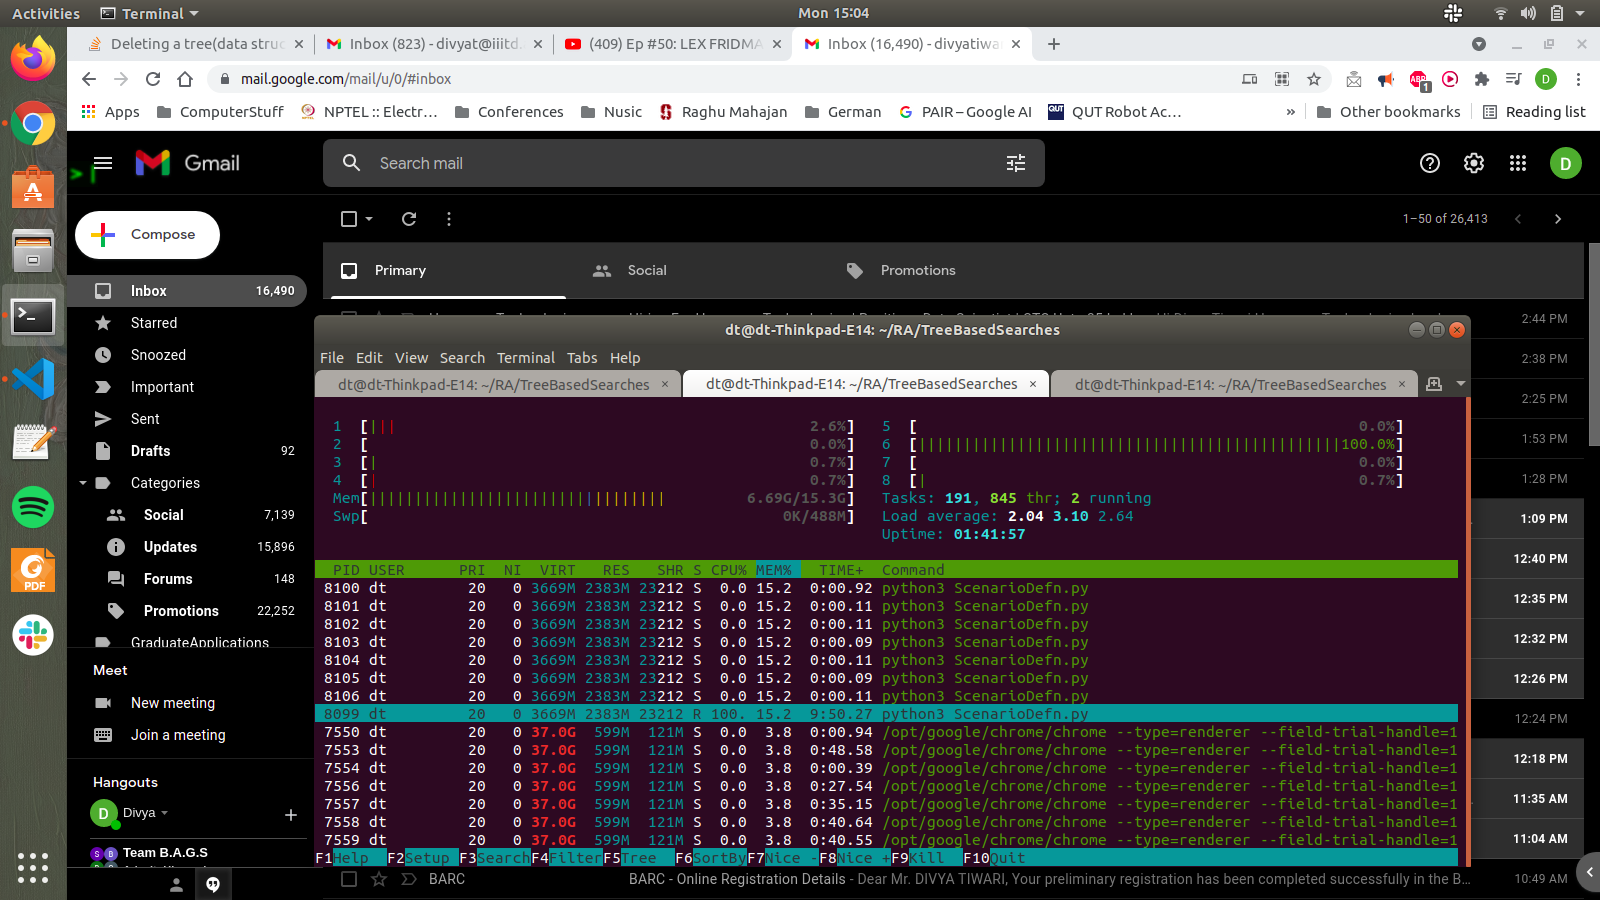 Activities Terminal Mon 15:04
Deleting a tree(data struc Inbox (823) - divyat@iiitd. (409) Ep #50: LEX FRIDMA Inbox (16,490) - divyatiwa
mail.google.com/mail/u/0/#inbox ABP 1 D
Apps ComputerStuff NPTEL :: Electr… Conferences Nusic Raghu Mahajan German PAIR – Google AI QUT QUT Robot Ac… » Other bookmarks Reading list
Gmail Search mail D
Compose 1–50 of 26,413
Primary Social Promotions
Inbox 16,490
Starred 2:44 PM
Snoozed 2:38 PM
Important 2:25 PM
Sent 1:53 PM
Drafts 92
Categories 1:28 PM
Social 7,139 1:09 PM
Updates 15,896 12:40 PM
Forums 148 12:35 PM
Promotions 22,252 12:32 PM
GraduateApplications
Meet 12:26 PM
New meeting 12:24 PM
Join a meeting 12:18 PM
Hangouts 11:35 AM
D Divya
Team B.A.G.S 11:04 AM
dt@dt-Thinkpad-E14: ~/RA/TreeBasedSearches
File Edit View Search Terminal Tabs Help
dt@dt-Thinkpad-E14: ~/RA/TreeBasedSearches × dt@dt-Thinkpad-E14: ~/RA/TreeBasedSearches × dt@dt-Thinkpad-E14: ~/RA/TreeBasedSearches ×
1 [||| 2.6%] 5 [ 0.0%]
2 [ 0.0%] 6 [|||||||||||||||||||||||||||||||||||||||||||||||100.0%]
3 [| 0.7%] 7 [ 0.0%]
4 [| 0.7%] 8 [| 0.7%]
Mem[||||||||||||||||||||||||||||||||| 6.69G/15.3G] Tasks: 191, 845 thr; 2 running
Swp[ 0K/488M] Load average: 2.04 3.10 2.64
Uptime: 01:41:57
PID USER PRI NI VIRT RES SHR S CPU% MEM% TIME+ Command
8100 dt 20 0 3669M 2383M 23212 S 0.0 15.2 0:00.92 python3 ScenarioDefn.py
8101 dt 20 0 3669M 2383M 23212 S 0.0 15.2 0:00.11 python3 ScenarioDefn.py
8102 dt 20 0 3669M 2383M 23212 S 0.0 15.2 0:00.11 python3 ScenarioDefn.py
8103 dt 20 0 3669M 2383M 23212 S 0.0 15.2 0:00.09 python3 ScenarioDefn.py
8104 dt 20 0 3669M 2383M 23212 S 0.0 15.2 0:00.11 python3 ScenarioDefn.py
8105 dt 20 0 3669M 2383M 23212 S 0.0 15.2 0:00.09 python3 ScenarioDefn.py
8106 dt 20 0 3669M 2383M 23212 S 0.0 15.2 0:00.11 python3 ScenarioDefn.py
8099 dt 20 0 3669M 2383M 23212 R 100. 15.2 9:50.27 python3 ScenarioDefn.py
7550 dt 20 0 37.0G 599M 121M S 0.0 3.8 0:00.94 /opt/google/chrome/chrome --type=renderer --field-trial-handle=1
7553 dt 20 0 37.0G 599M 121M S 0.0 3.8 0:48.58 /opt/google/chrome/chrome --type=renderer --field-trial-handle=1
7554 dt 20 0 37.0G 599M 121M S 0.0 3.8 0:00.39 /opt/google/chrome/chrome --type=renderer --field-trial-handle=1
7556 dt 20 0 37.0G 599M 121M S 0.0 3.8 0:27.54 /opt/google/chrome/chrome --type=renderer --field-trial-handle=1
7557 dt 20 0 37.0G 599M 121M S 0.0 3.8 0:35.15 /opt/google/chrome/chrome --type=renderer --field-trial-handle=1
7558 dt 20 0 37.0G 599M 121M S 0.0 3.8 0:40.64 /opt/google/chrome/chrome --type=renderer --field-trial-handle=1
7559 dt 20 0 37.0G 599M 121M S 0.0 3.8 0:40.55 /opt/google/chrome/chrome --type=renderer --field-trial-handle=1
F1Help F2Setup F3SearchF4FilterF5Tree F6SortByF7Nice -F8Nice +F9Kill F10Quit
BARC BARC - Online Registration Details - Dear Mr. DIVYA TIWARI, Your preliminary registration has been completed successfully in the B… 10:49 AM
PDF